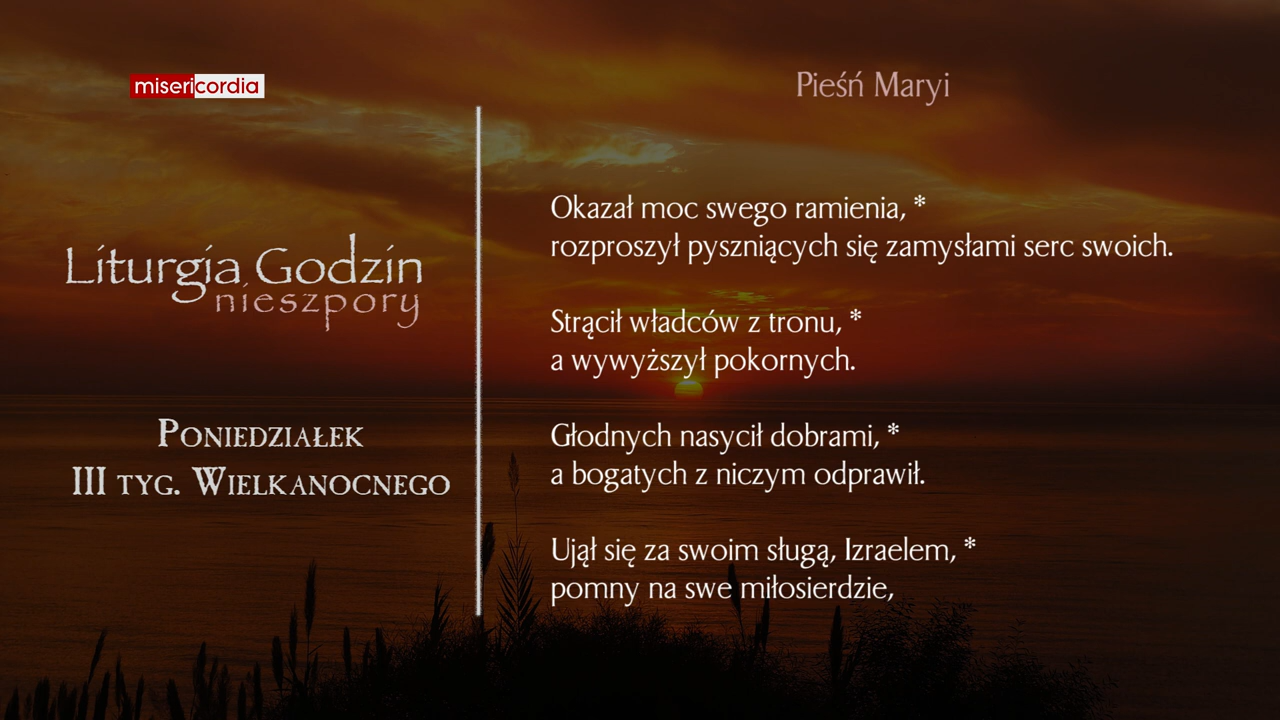 misericordia
Liturgia Godzin
nieszpory
Poniedziałek
III tyg. Wielkanocnego
Pieśń Maryi
Okazał moc swego ramienia, *
rozproszył pyszniących się zamysłami serc swoich.
Strącił władców z tronu, *
a wywyższył pokornych.
Głodnych nasycił dobrami, *
a bogatych z niczym odprawił.
Ujął się za swoim sługą, Izraelem, *
pomny na swe miłosierdzie,